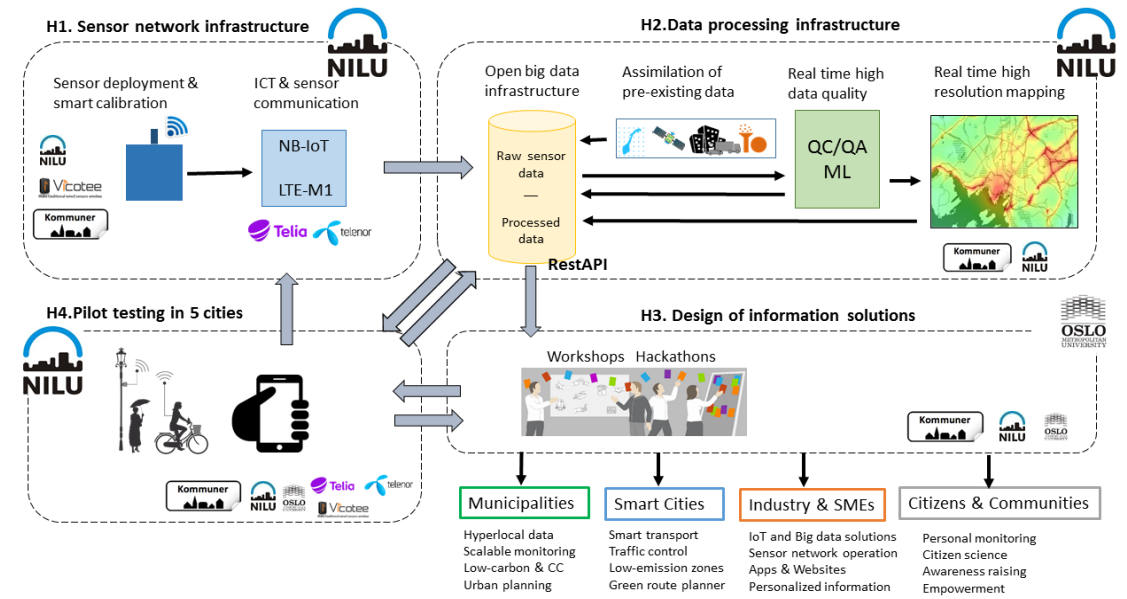 H1. Sensor network infrastructure
NILU
Sensor deployment &
smart calibration
ICT & sensor
communication
NILU
Vicotee
Kommuner
NB-IoT
LTE-M1
Telia
telenor
H2.Data processing infrastructure
NILU
Open big data
infrastructure
Assimilation of
pre-existing data
Real time high
data quality
Real time high
resolution mapping
Raw sensor
data
—
Processed
data
QC/QA
ML
Kommuner
NILU
RestAPI
H4.Pilot testing in 5 cities
NILU
Kommuner
NILU
OSLO
Telia
telenor
Vicotee
H3. Design of information solutions
OSLO
METROPOLITAN
UNIVERSITY
Workshops Hackathons
Kommuner
NILU
OSLO
Municipalities
Hyperlocal data
Scalable monitoring
Low-carbon & CC
Urban planning
Smart Cities
Smart transport
Traffic control
Low-emission zones
Green route planner
Industry & SMEs
IoT and Big data solutions
Sensor network operation
Apps & Websites
Personalized information
Citizens & Communities
Personal monitoring
Citizen science
Awareness raising
Empowerment